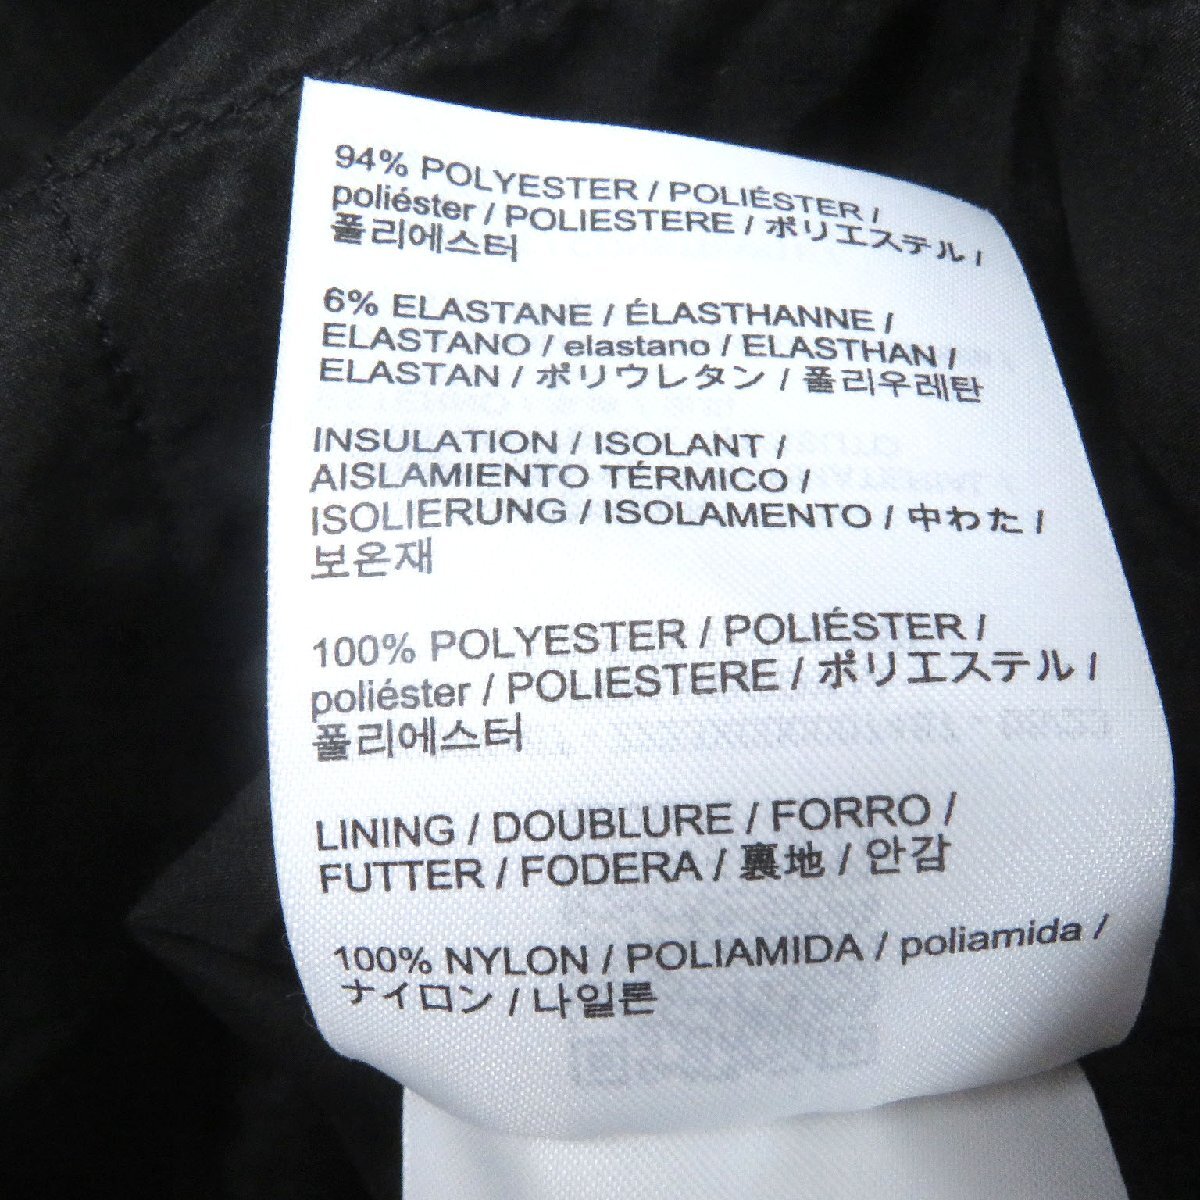 94% POLYESTER / POLIÉSTER /
poliéster / POLIESTERE / ポリエステル /
폴리에스터
6% ELASTANE / ÉLASTHANNE /
ELASTANO / elastano / ELASTHAN /
ELASTAN / ポリウレタン / 폴리우레탄
INSULATION / ISOLANT /
AISLAMIENTO TÉRMICO /
ISOLIERUNG / ISOLAMENTO / 中わた /
보온재
100% POLYESTER / POLIÉSTER /
poliéster / POLIESTERE / ポリエステル /
폴리에스터
LINING / DOUBLURE / FORRO /
FUTTER / FODERA / 裏地 / 안감
100% NYLON / POLIAMIDA / poliamida /
ナイロン / 나일론